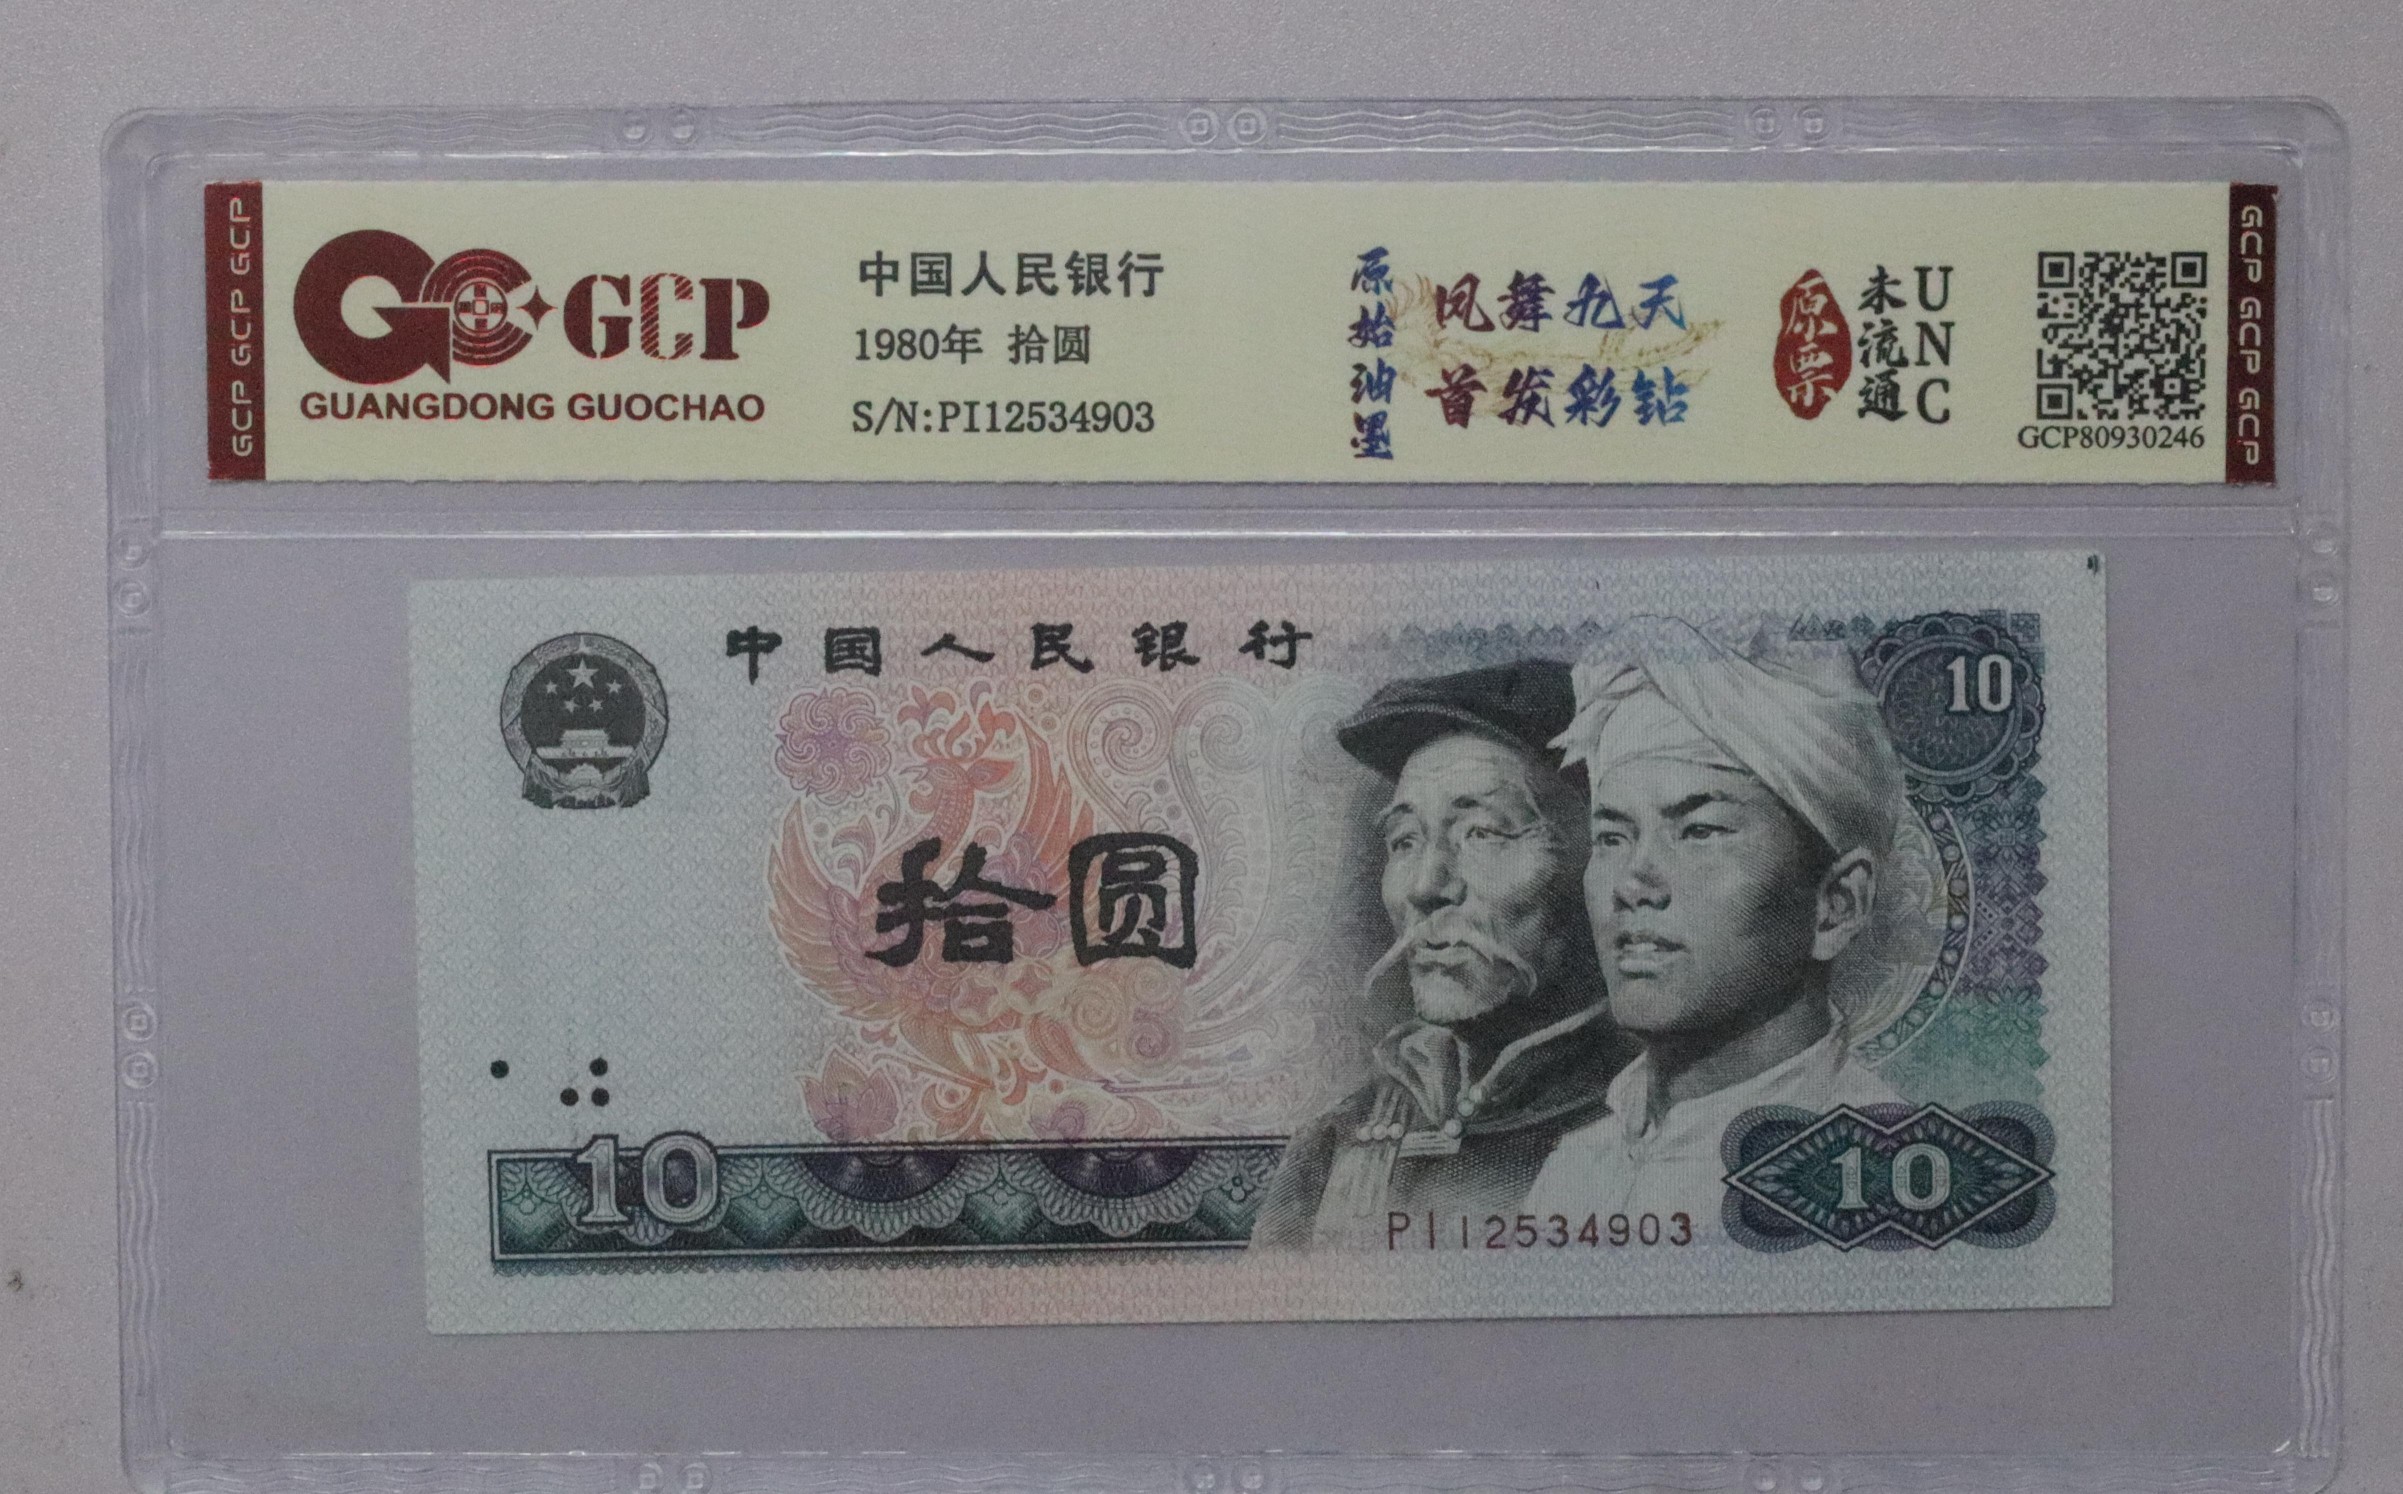 GCP GCP GCP
GCP
GUANGDONG GUOCHAO
中国人民银行
1980年 拾圆
S/N:PI12534903
原始油墨
凤舞九天
首发彩钻
原票
未流通
UNC
GCP80930246
GCP GCP GCP
中国人民银行
10
拾圆
10
PI12534903
10